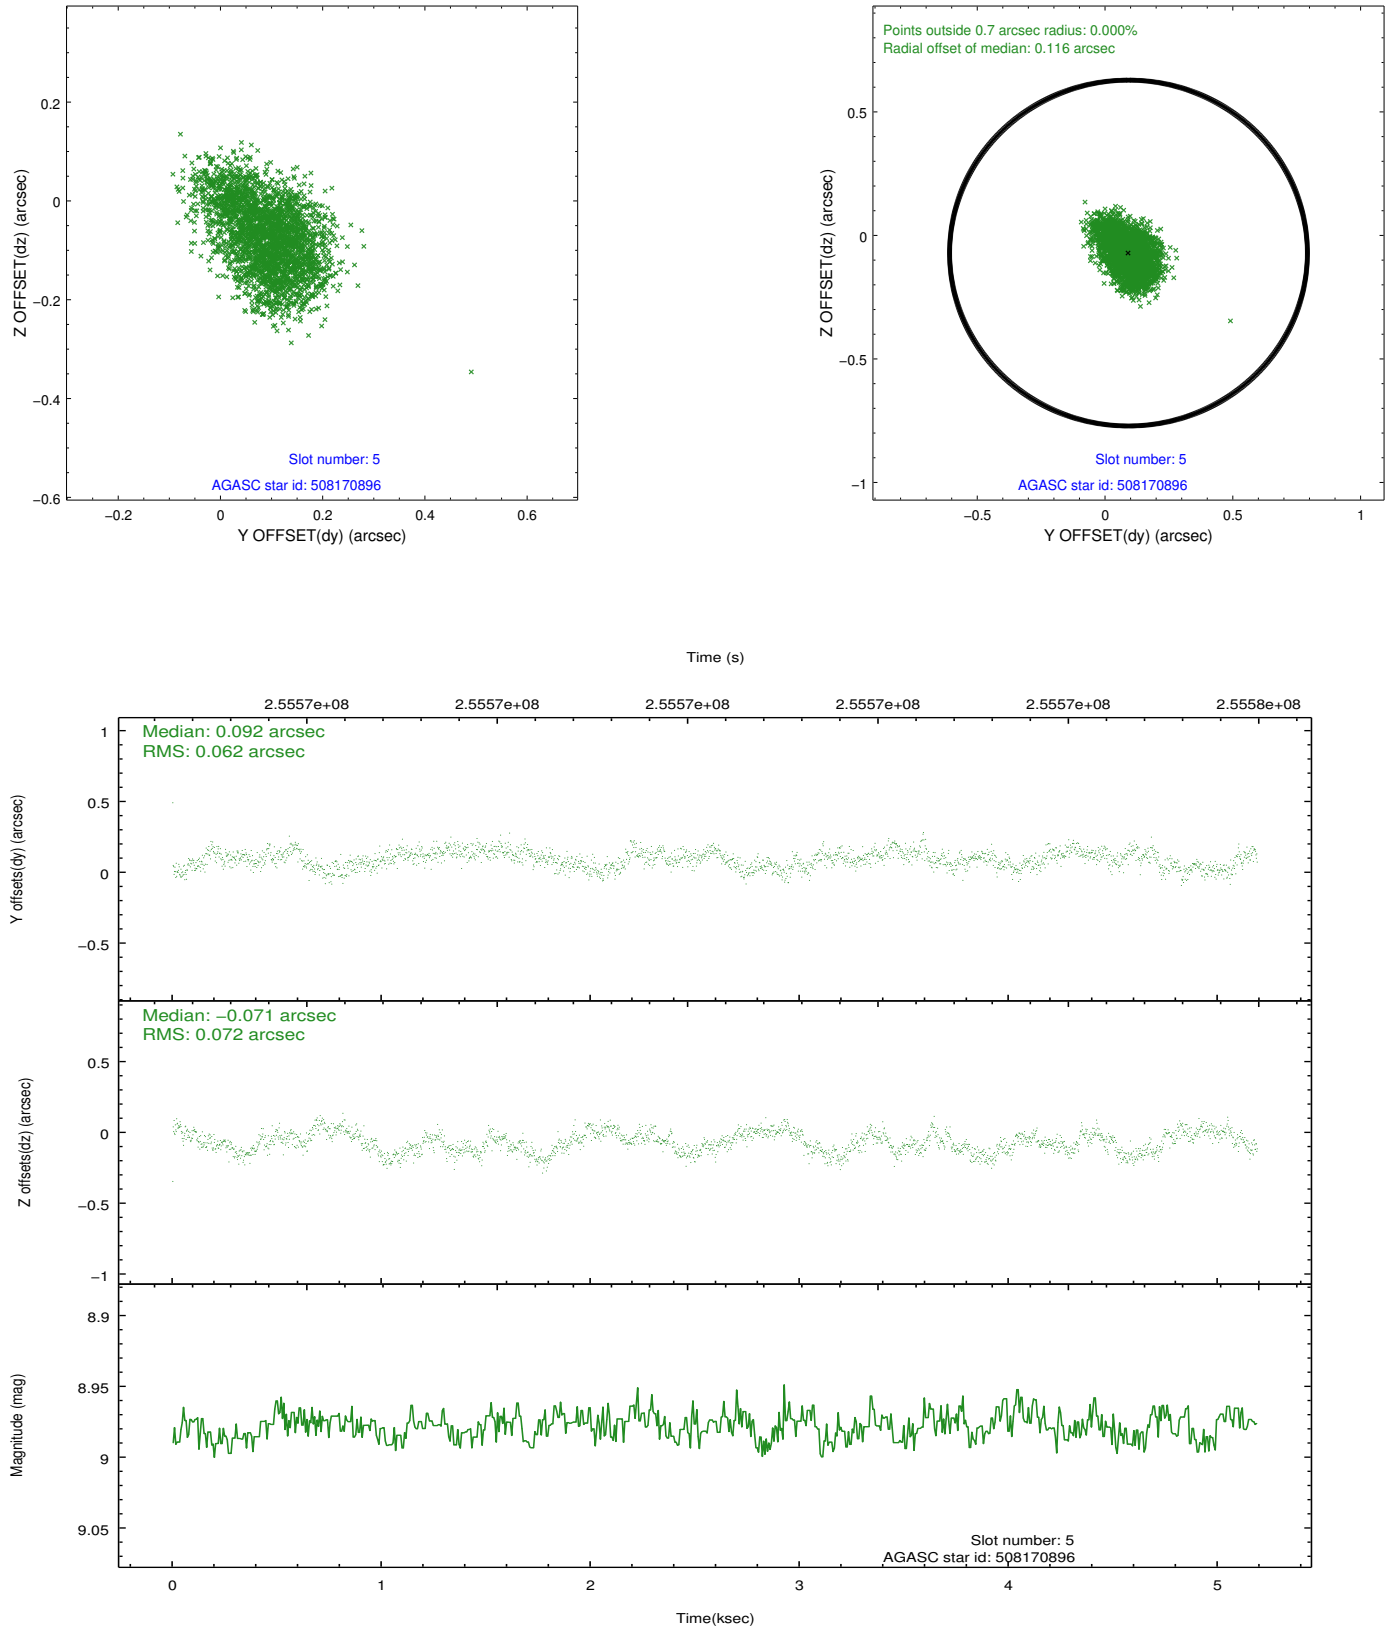 0.2
0
−0.2
−0.4
−0.6
Z OFFSET(dz) (arcsec)
Slot number: 5
AGASC star id: 508170896
−0.2
0
0.2
0.4
0.6
Y OFFSET(dy) (arcsec)
Points outside 0.7 arcsec radius: 0.000%
Radial offset of median: 0.116 arcsec
0.5
0
−0.5
−1
Z OFFSET(dz) (arcsec)
Slot number: 5
AGASC star id: 508170896
−0.5
0
0.5
1
Y OFFSET(dy) (arcsec)
Time (s)
2.5557e+08
2.5557e+08
2.5557e+08
2.5557e+08
2.5557e+08
2.5558e+08
Median: 0.092 arcsec
RMS: 0.062 arcsec
1
0.5
0
−0.5
Y offsets(dy) (arcsec)
Median: −0.071 arcsec
RMS: 0.072 arcsec
0.5
0
−0.5
−1
Z offsets(dz) (arcsec)
8.9
8.95
9
9.05
Magnitude (mag)
Slot number: 5
AGASC star id: 508170896
0
1
2
3
4
5
Time(ksec)